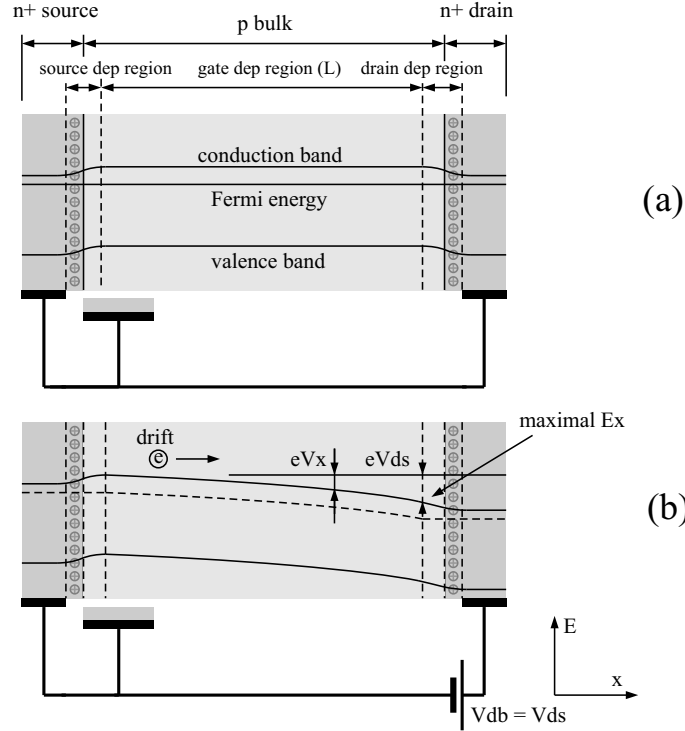 n+ source
n+ drain
p bulk
source dep region
gate dep region (L)
drain dep region
conduction band
Fermi energy
(a)
valence band
maximal Ex
drift
e
eVx
eVds
(b)
E
x
Vdb = Vds